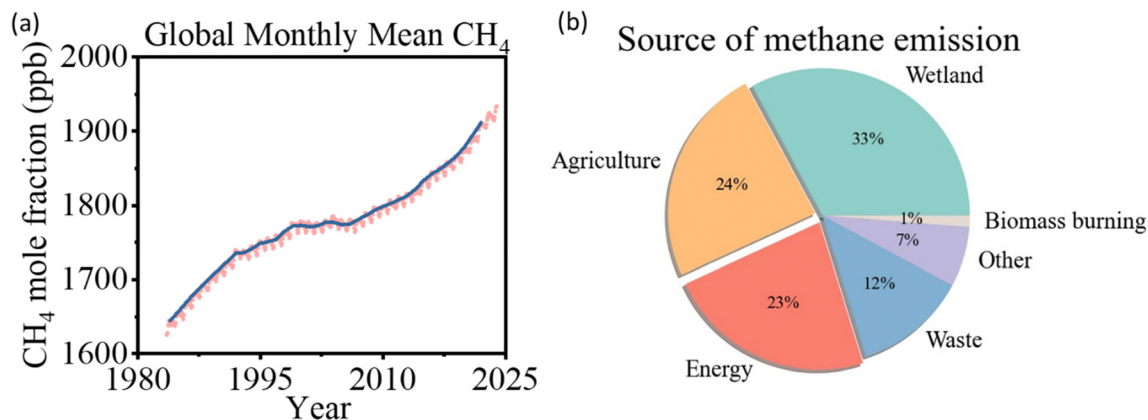 (a)
Global Monthly Mean CH₄
CH₄ mole fraction (ppb)
2000
1900
1800
1700
1600
1980
1995
2010
2025
Year
(b)
Source of methane emission
Wetland
33%
Agriculture
24%
1%
Biomass burning
7%
Other
12%
Waste
23%
Energy